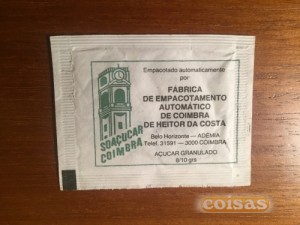 Empacotado automaticamente
por
FÁBRICA
DE EMPACOTAMENTO
AUTOMÁTICO
DE COIMBRA
DE HEITOR DA COSTA
Belo Horizonte — ADÉMIA
Telef. 31591 — 3000 COIMBRA
AÇUCAR GRANULADO
8/10 grs
SOAÇUCAR
COIMBRA
coisas